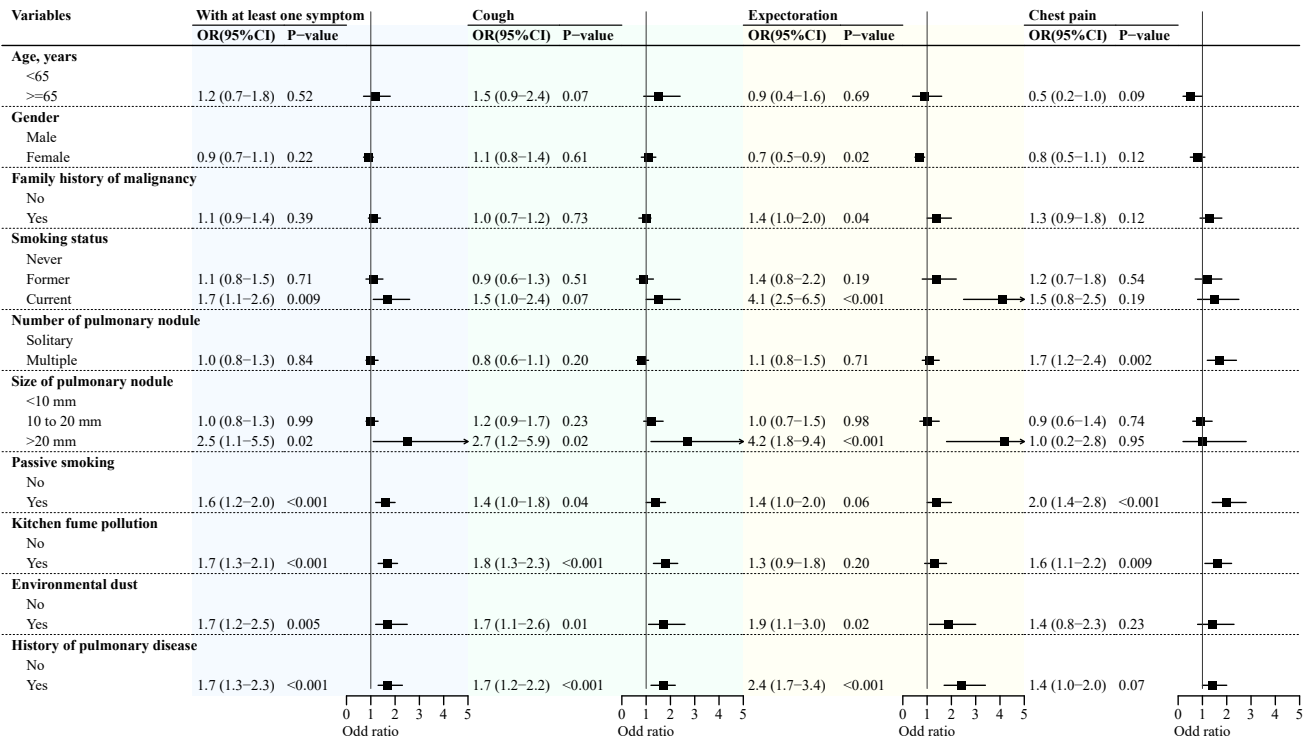 Variables With at least one symptom Cough Expectoration Chest pain
OR(95%CI) P−value OR(95%CI) P−value OR(95%CI) P−value OR(95%CI) P−value
Age, years
<65
>=65 1.2 (0.7−1.8) 0.52 1.5 (0.9−2.4) 0.07 0.9 (0.4−1.6) 0.69 0.5 (0.2−1.0) 0.09
Gender
Male
Female 0.9 (0.7−1.1) 0.22 1.1 (0.8−1.4) 0.61 0.7 (0.5−0.9) 0.02 0.8 (0.5−1.1) 0.12
Family history of malignancy
No
Yes 1.1 (0.9−1.4) 0.39 1.0 (0.7−1.2) 0.73 1.4 (1.0−2.0) 0.04 1.3 (0.9−1.8) 0.12
Smoking status
Never
Former 1.1 (0.8−1.5) 0.71 0.9 (0.6−1.3) 0.51 1.4 (0.8−2.2) 0.19 1.2 (0.7−1.8) 0.54
Current 1.7 (1.1−2.6) 0.009 1.5 (1.0−2.4) 0.07 4.1 (2.5−6.5) <0.001 1.5 (0.8−2.5) 0.19
Number of pulmonary nodule
Solitary
Multiple 1.0 (0.8−1.3) 0.84 0.8 (0.6−1.1) 0.20 1.1 (0.8−1.5) 0.71 1.7 (1.2−2.4) 0.002
Size of pulmonary nodule
<10 mm
10 to 20 mm 1.0 (0.8−1.3) 0.99 1.2 (0.9−1.7) 0.23 1.0 (0.7−1.5) 0.98 0.9 (0.6−1.4) 0.74
>20 mm 2.5 (1.1−5.5) 0.02 2.7 (1.2−5.9) 0.02 4.2 (1.8−9.4) <0.001 1.0 (0.2−2.8) 0.95
Passive smoking
No
Yes 1.6 (1.2−2.0) <0.001 1.4 (1.0−1.8) 0.04 1.4 (1.0−2.0) 0.06 2.0 (1.4−2.8) <0.001
Kitchen fume pollution
No
Yes 1.7 (1.3−2.1) <0.001 1.8 (1.3−2.3) <0.001 1.3 (0.9−1.8) 0.20 1.6 (1.1−2.2) 0.009
Environmental dust
No
Yes 1.7 (1.2−2.5) 0.005 1.7 (1.1−2.6) 0.01 1.9 (1.1−3.0) 0.02 1.4 (0.8−2.3) 0.23
History of pulmonary disease
No
Yes 1.7 (1.3−2.3) <0.001 1.7 (1.2−2.2) <0.001 2.4 (1.7−3.4) <0.001 1.4 (1.0−2.0) 0.07
0 1 2 3 4 5 0 1 2 3 4 5 0 1 2 3 4 5 0 1 2 3 4 5
Odd ratio Odd ratio Odd ratio Odd ratio